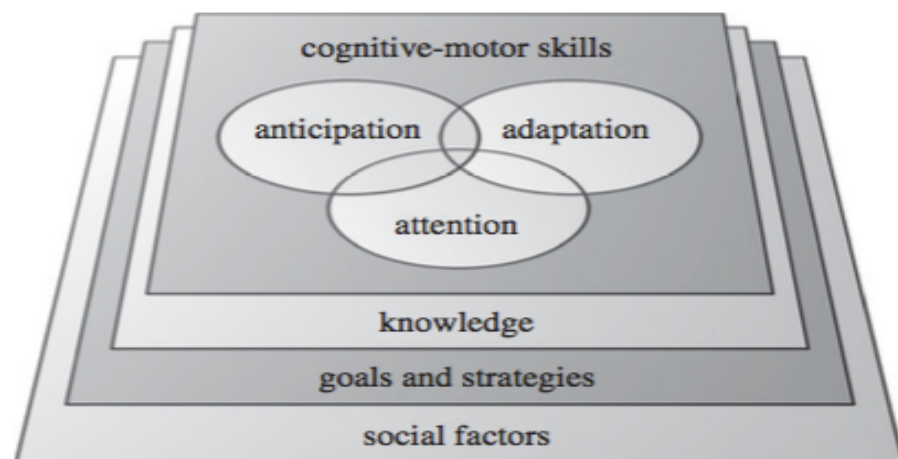 cognitive-motor skills
anticipation adaptation
attention
knowledge
goals and strategies
social factors